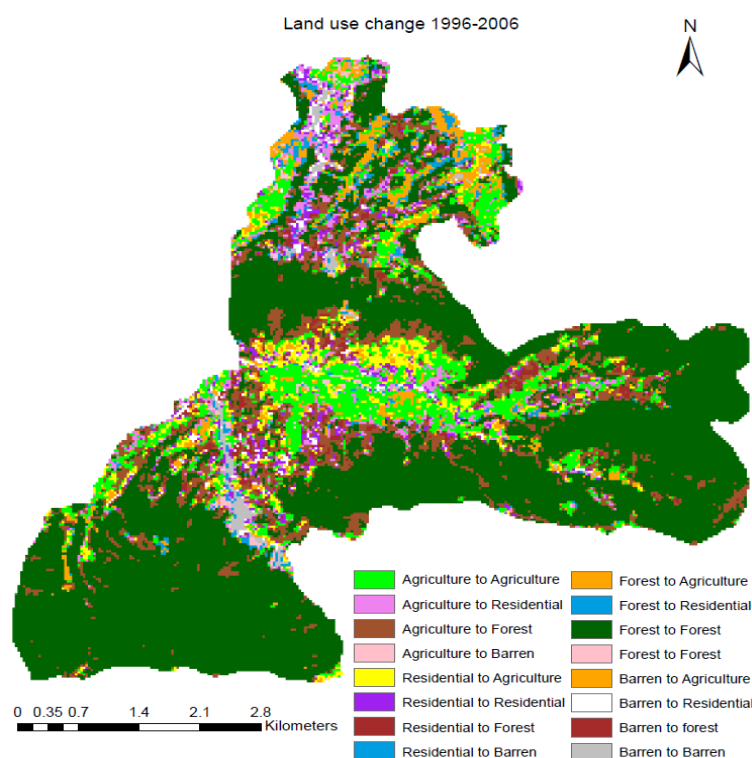 Land use change 1996-2006
N
Agriculture to Agriculture
Agriculture to Residential
Agriculture to Forest
Agriculture to Barren
Residential to Agriculture
Residential to Residential
Residential to Forest
Residential to Barren
Forest to Agriculture
Forest to Residential
Forest to Forest
Forest to Forest
Barren to Agriculture
Barren to Residential
Barren to forest
Barren to Barren
0 0.35 0.7 1.4 2.1 2.8
Kilometers